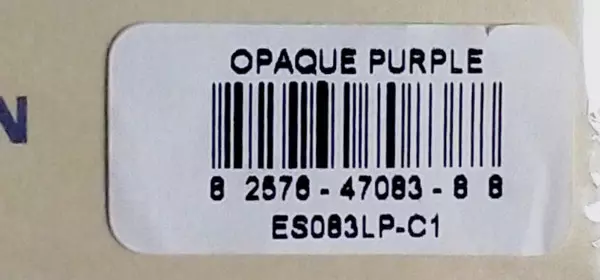 OPAQUE PURPLE
N
8 2576 - 47083 - 8 8
ES083LP-C1